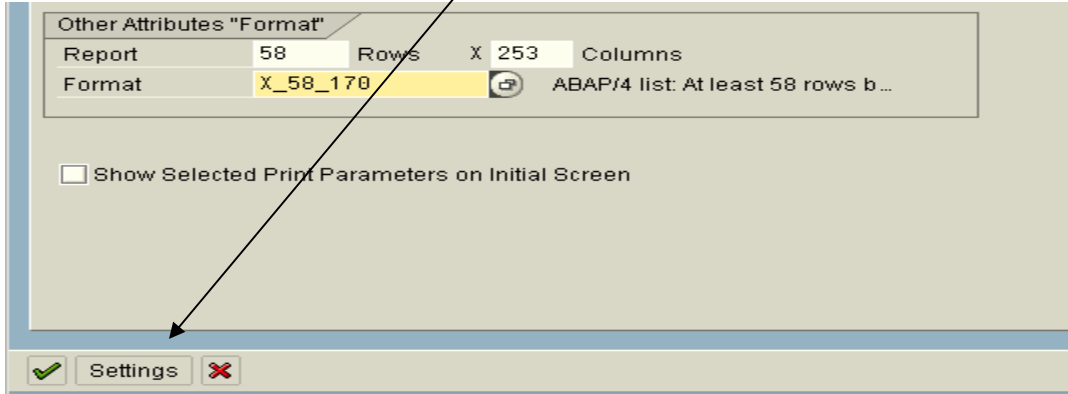 Other Attributes "Format"
Report 58 Rows X 253 Columns
Format X_58_170 ABAP/4 list: At least 58 rows b...
Show Selected Print Parameters on Initial Screen
Settings